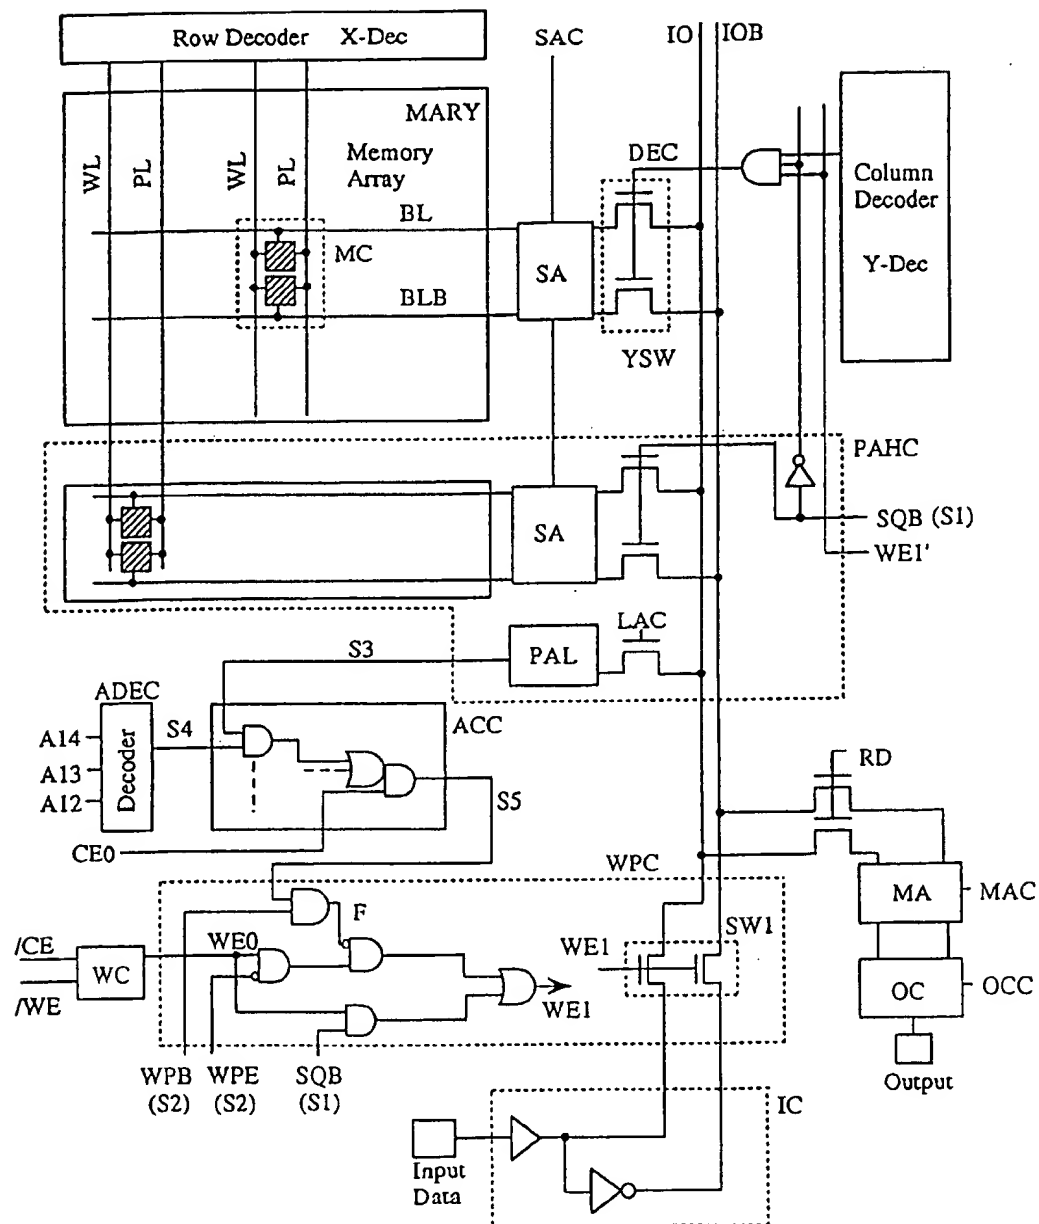 Row Decoder X-Dec
SAC
IO
IOB
MARY
WL
PL
WL
PL
Memory
Array
DEC
Column
Decoder
Y-Dec
BL
MC
SA
BLB
YSW
PAHC
SA
SQB (S1)
WE1'
LAC
S3
PAL
ADEC
ACC
A14
A13
A12
Decoder
S4
S5
RD
CE0
WPC
MA
MAC
F
SW1
/CE
WE0
WE1
WC
/WE
WE1
OC
OCC
Output
WPB
(S2)
WPE
(S2)
SQB
(S1)
IC
Input
Data